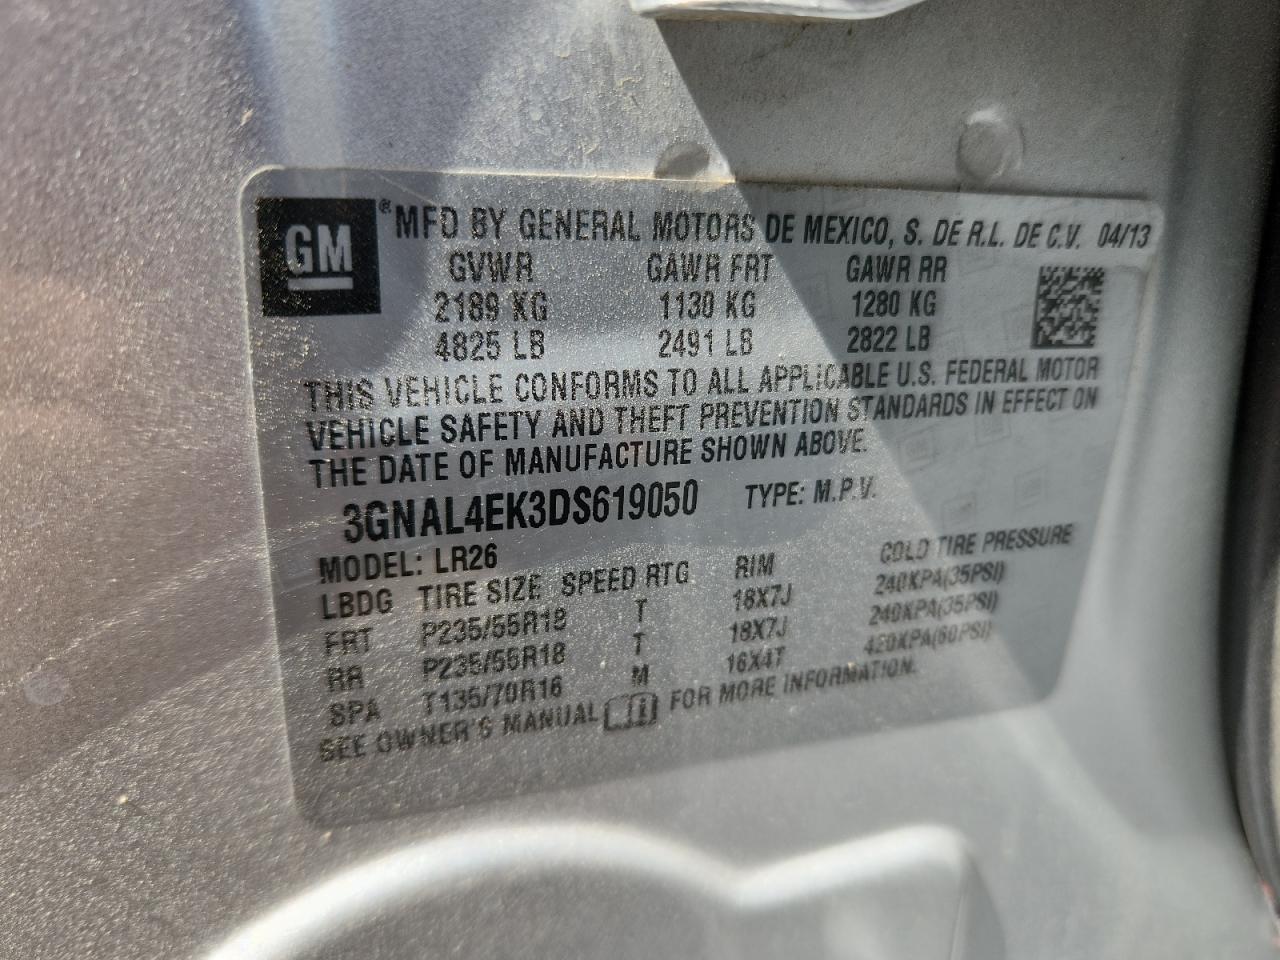 GM ® MFD BY GENERAL MOTORS DE MEXICO, S. DE R.L. DE C.V. 04/13
GVWR GAWR FRT GAWR RR
2189 KG 1130 KG 1280 KG
4825 LB 2491 LB 2822 LB
THIS VEHICLE CONFORMS TO ALL APPLICABLE U.S. FEDERAL MOTOR
VEHICLE SAFETY AND THEFT PREVENTION STANDARDS IN EFFECT ON
THE DATE OF MANUFACTURE SHOWN ABOVE.
3GNAL4EK3DS619050 TYPE: M.P.V.
MODEL: LR26
LBDG TIRE SIZE SPEED RTG RIM COLD TIRE PRESSURE
FRT P235/55R18 T 18X7J 240KPA(35PSI)
RR P235/55R18 T 18X7J 240KPA(35PSI)
SPA T135/70R16 M 16X4T 420KPA(60PSI)
SEE OWNER'S MANUAL FOR MORE INFORMATION.